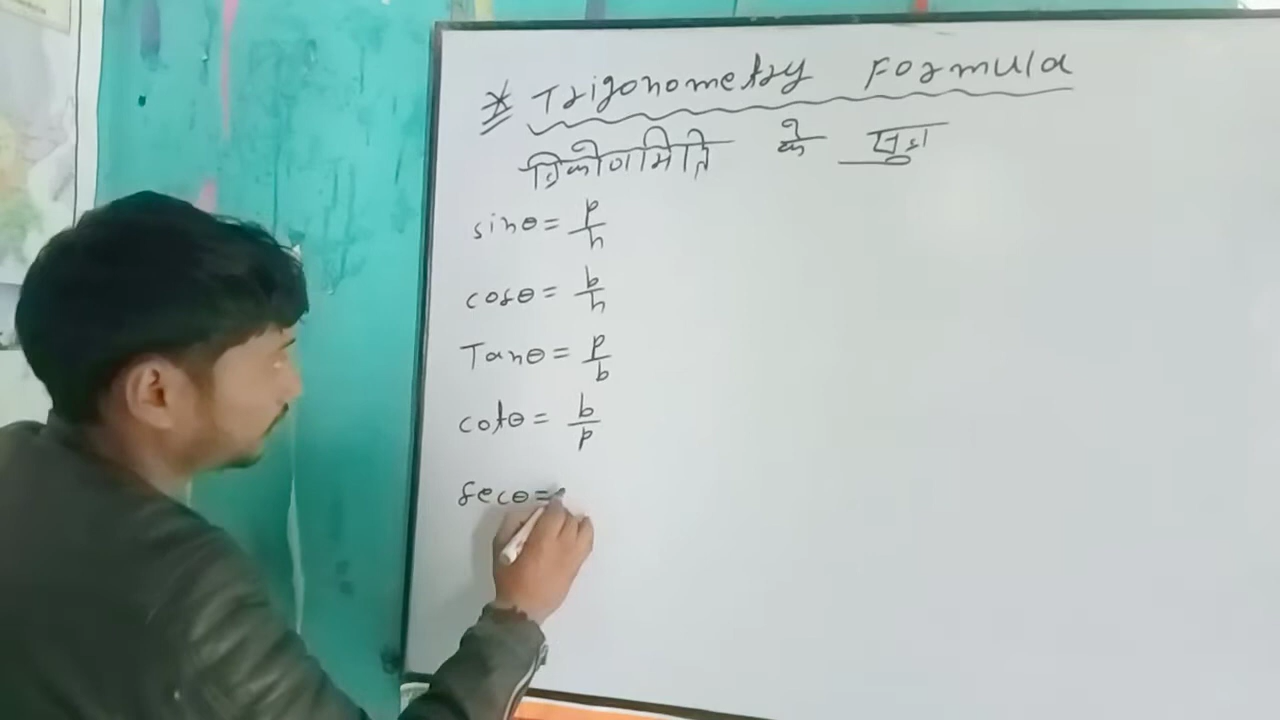 * Trigonometry Formula
त्रिकोणमिति के सुत्र
sinθ = p/h
cosθ = b/h
Tanθ = p/b
cotθ = b/p
secθ =